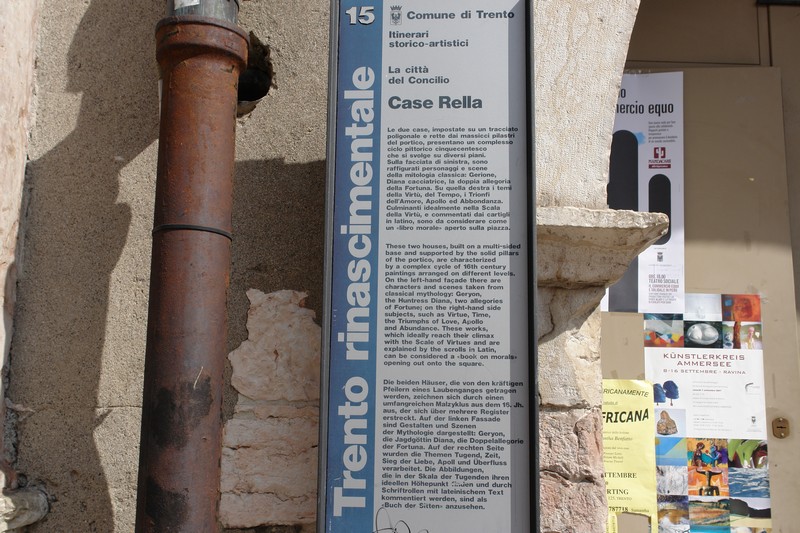 15
Comune di Trento
Itinerari
storico-artistici
La città
del Concilio
Case Rella
Trento rinascimentale
Le due case, impostate su un tracciato
poligonale e rette dai massicci pilastri
del portico, presentano un complesso
ciclo pittorico cinquecentesco
che si svolge su diversi piani.
Sulla facciata di sinistra, sono
raffigurati personaggi e scene
della mitologia classica: Gerione,
Diana cacciatrice, la doppia allegoria
della Fortuna. Su quella destra i temi
della Virtù, del Tempo, i Trionfi
dell'Amore, Apollo ed Abbondanza.
Culminanti idealmente nella Scala
della Virtù, e commentati dai cartigli
in latino, sono da considerare come
un «libro morale» aperto sulla piazza.
These two houses, built on a multi-sided
base and supported by the solid pillars
of the portico, are characterized
by a complex cycle of 16th century
paintings arranged on different levels.
On the left-hand façade there are
characters and scenes taken from
classical mythology: Geryon,
the Huntress Diana, two allegories
of Fortune; on the right-hand side
subjects, such as Virtue, Time,
the Triumphs of Love, Apollo
and Abundance. These works,
which ideally reach their climax
with the Scale of Virtues and are
explained by the scrolls in Latin,
can be considered a «book on morals»
opening out onto the square.
Die beiden Häuser, die von den kräftigen
Pfeilern eines Laubenganges getragen
werden, zeichnen sich durch einen
umfangreichen Malzyklus aus dem 15. Jh.
aus, der sich über mehrere Register
erstreckt. Auf der linken Fassade
sind Gestalten und Szenen
der Mythologie dargestellt: Geryon,
die Jagdgöttin Diana, die Doppelallegorie
der Fortuna. Auf der rechten Seite
wurden die Themen Tugend, Zeit,
Sieg der Liebe, Apoll und Überfluss
verarbeitet. Die Abbildungen,
die in der Skala der Tugenden ihren
ideellen Höhepunkt finden und durch
Schriftrollen mit lateinischem Text
kommentiert werden, sind als
«Buch der Sitten» anzusehen.
mercio equo
KÜNSTLERKREIS
AMMERSEE
8-16 SETTEMBRE - RAVINA
RICANAMENTE
FRICANA
TTEMBRE
RTING